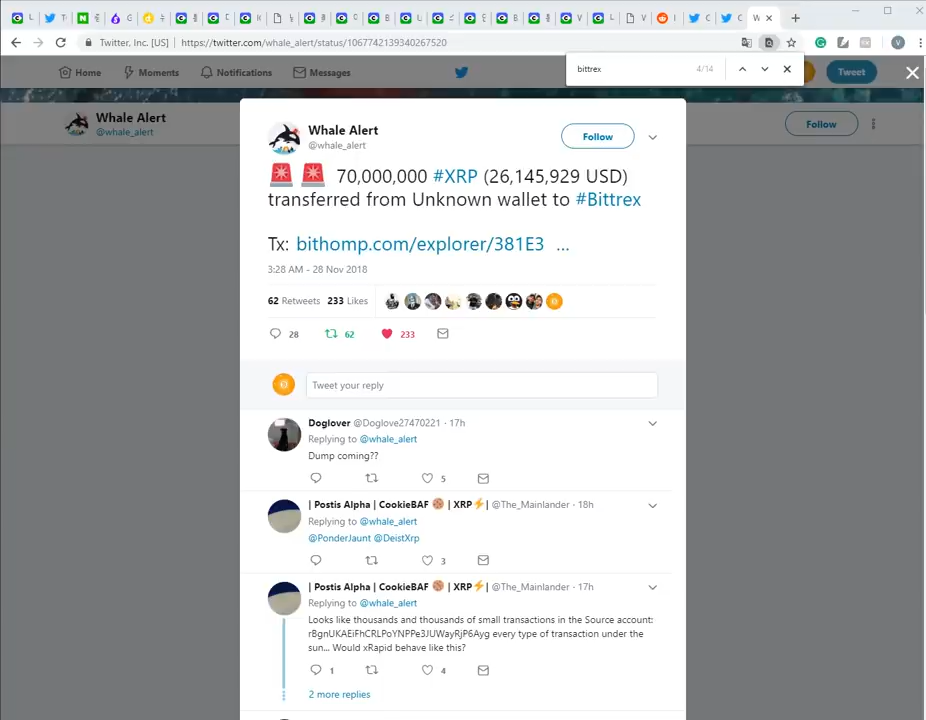 Twitter, Inc. [US] | https://twitter.com/whale_alert/status/1067742139340267520
bittrex 4/14
Home Moments Notifications Messages Tweet
Whale Alert
@whale_alert
Follow
Whale Alert
@whale_alert
Follow
🚨 🚨 70,000,000 #XRP (26,145,929 USD)
transferred from Unknown wallet to #Bittrex
Tx: bithomp.com/explorer/381E3 …
3:28 AM - 28 Nov 2018
62 Retweets 233 Likes
28 62 233
Tweet your reply
Doglover @Doglove27470221 · 17h
Replying to @whale_alert
Dump coming??
5
| Postis Alpha | CookieBAF 🍪 | XRP⚡| @The_Mainlander · 18h
Replying to @whale_alert
@PonderJaunt @DeistXrp
3
| Postis Alpha | CookieBAF 🍪 | XRP⚡| @The_Mainlander · 17h
Replying to @whale_alert
Looks like thousands and thousands of small transactions in the Source account:
rBgnUKAEiFhCRLPoYNPPe3JUWayRjP6Ayg every type of transaction under the
sun... Would xRapid behave like this?
1 4
2 more replies